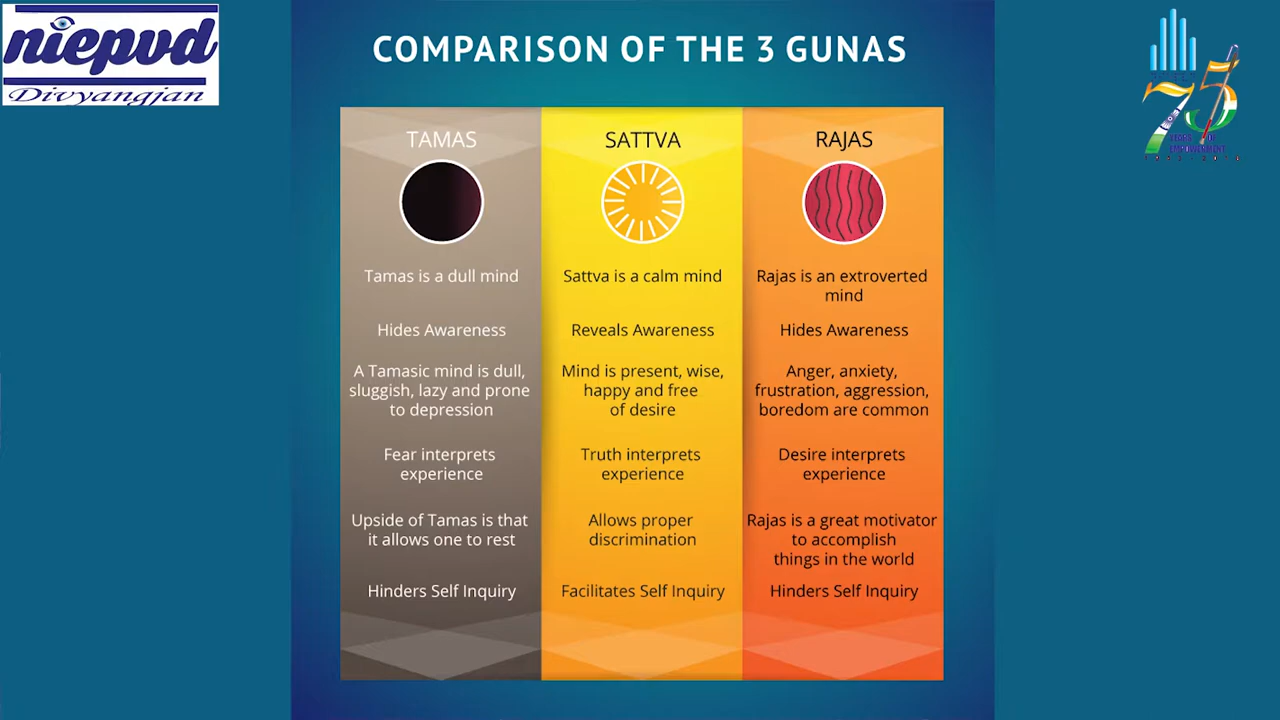 niepvd
Divyangjan
COMPARISON OF THE 3 GUNAS
75
YEARS OF
EMPOWERMENT
TAMAS
Tamas is a dull mind
Hides Awareness
A Tamasic mind is dull,
sluggish, lazy and prone
to depression
Fear interprets
experience
Upside of Tamas is that
it allows one to rest
Hinders Self Inquiry
SATTVA
Sattva is a calm mind
Reveals Awareness
Mind is present, wise,
happy and free
of desire
Truth interprets
experience
Allows proper
discrimination
Facilitates Self Inquiry
RAJAS
Rajas is an extroverted
mind
Hides Awareness
Anger, anxiety,
frustration, aggression,
boredom are common
Desire interprets
experience
Rajas is a great motivator
to accomplish
things in the world
Hinders Self Inquiry